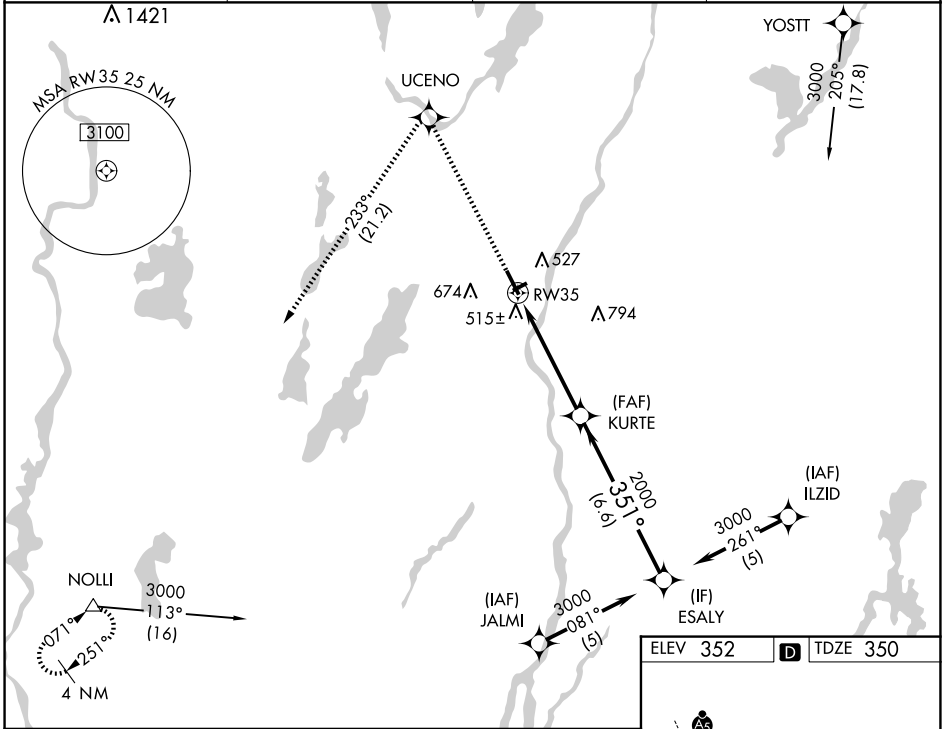 1421
YOSTT
3000
205°
(17.8)
MSA RW35 25 NM
3100
UCENO
233°
(21.2)
527
674
RW35
515±
794
(FAF)
KURTE
2000
351°
(6.6)
(IAF)
ILZID
3000
261°
(5)
NOLLI
3000
113°
(16)
071°
251°
4 NM
(IAF)
JALMI
3000
081°
(5)
(IF)
ESALY
ELEV 352
D
TDZE 350
A5